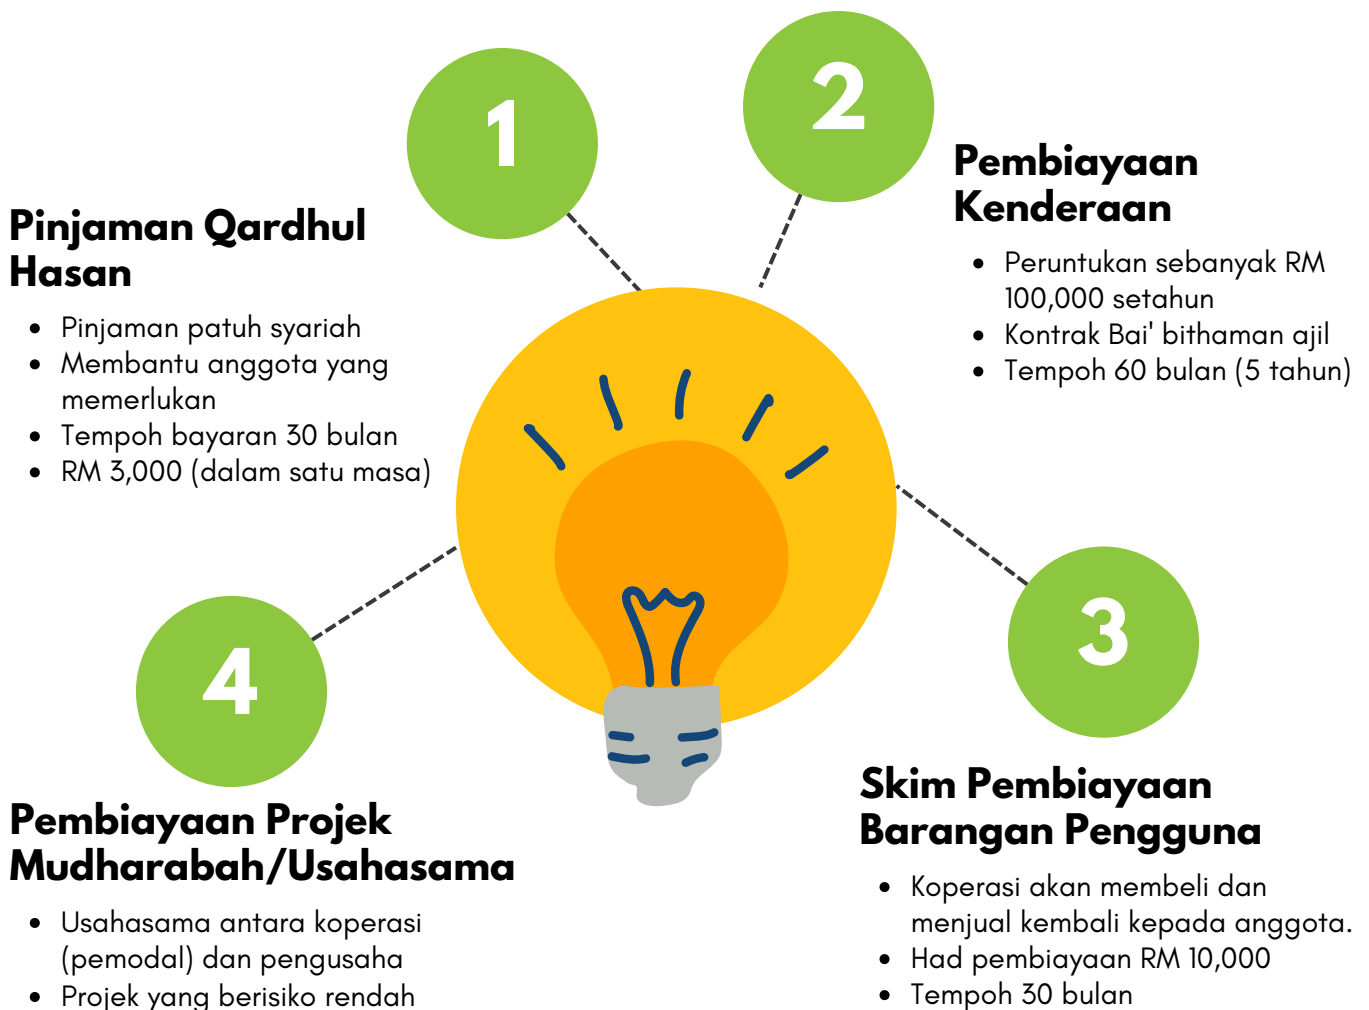 1
Pinjaman Qardhul
Hasan
• Pinjaman patuh syariah
• Membantu anggota yang
memerlukan
• Tempoh bayaran 30 bulan
• RM 3,000 (dalam satu masa)
2
Pembiayaan
Kenderaan
• Peruntukan sebanyak RM
100,000 setahun
• Kontrak Bai' bithaman ajil
• Tempoh 60 bulan (5 tahun)
3
Skim Pembiayaan
Barangan Pengguna
• Koperasi akan membeli dan
menjual kembali kepada anggota.
• Had pembiayaan RM 10,000
• Tempoh 30 bulan
4
Pembiayaan Projek
Mudharabah/Usahasama
• Usahasama antara koperasi
(pemodal) dan pengusaha
• Projek yang berisiko rendah